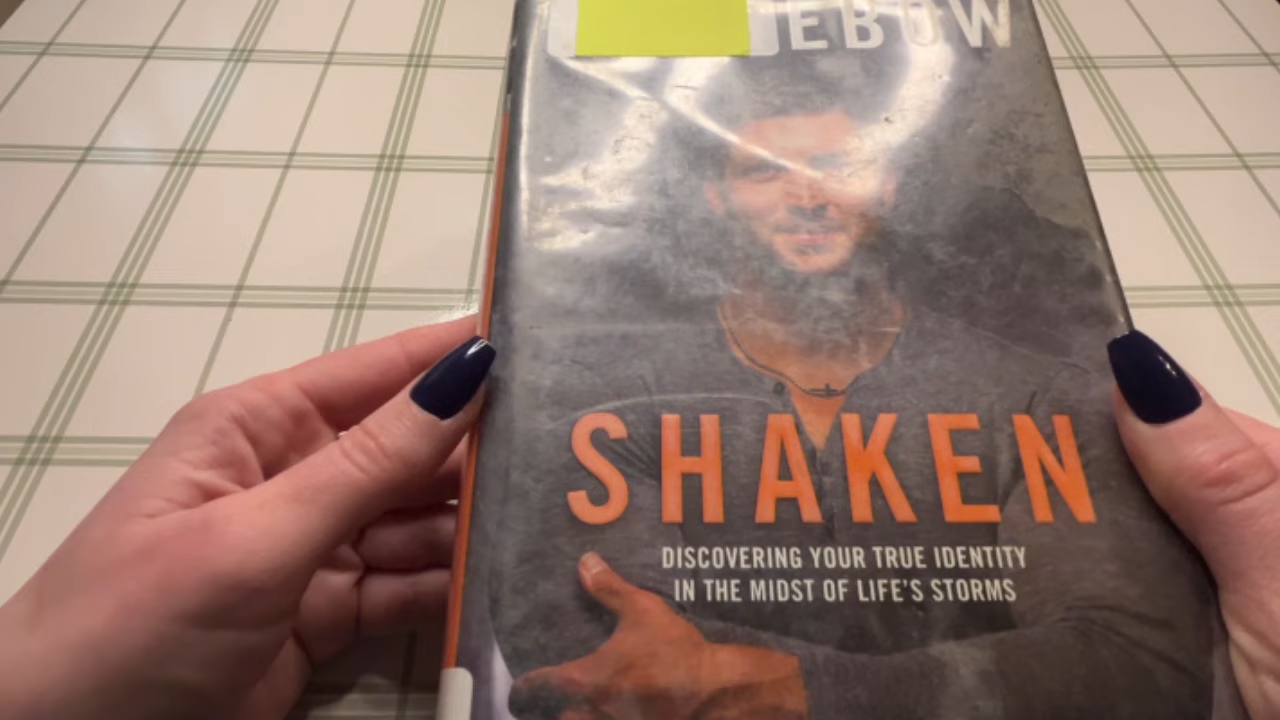 EBOW
SHAKEN
DISCOVERING YOUR TRUE IDENTITY
IN THE MIDST OF LIFE'S STORMS